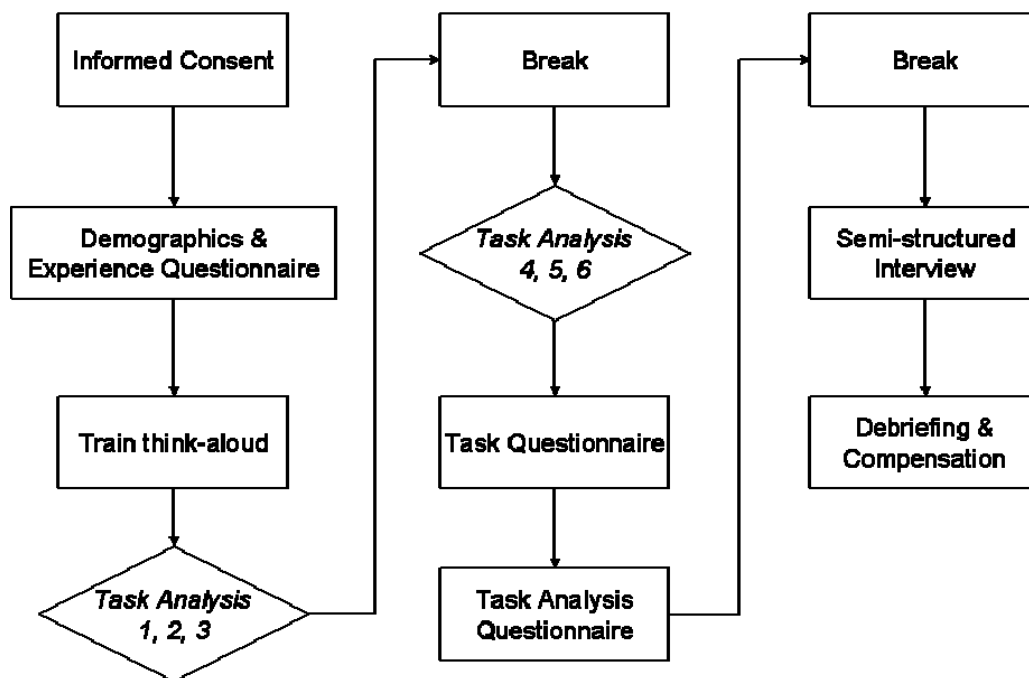 Informed Consent
Demographics &
Experience Questionnaire
Train think-aloud
Task Analysis
1, 2, 3
Break
Task Analysis
4, 5, 6
Task Questionnaire
Task Analysis
Questionnaire
Break
Semi-structured
Interview
Debriefing &
Compensation